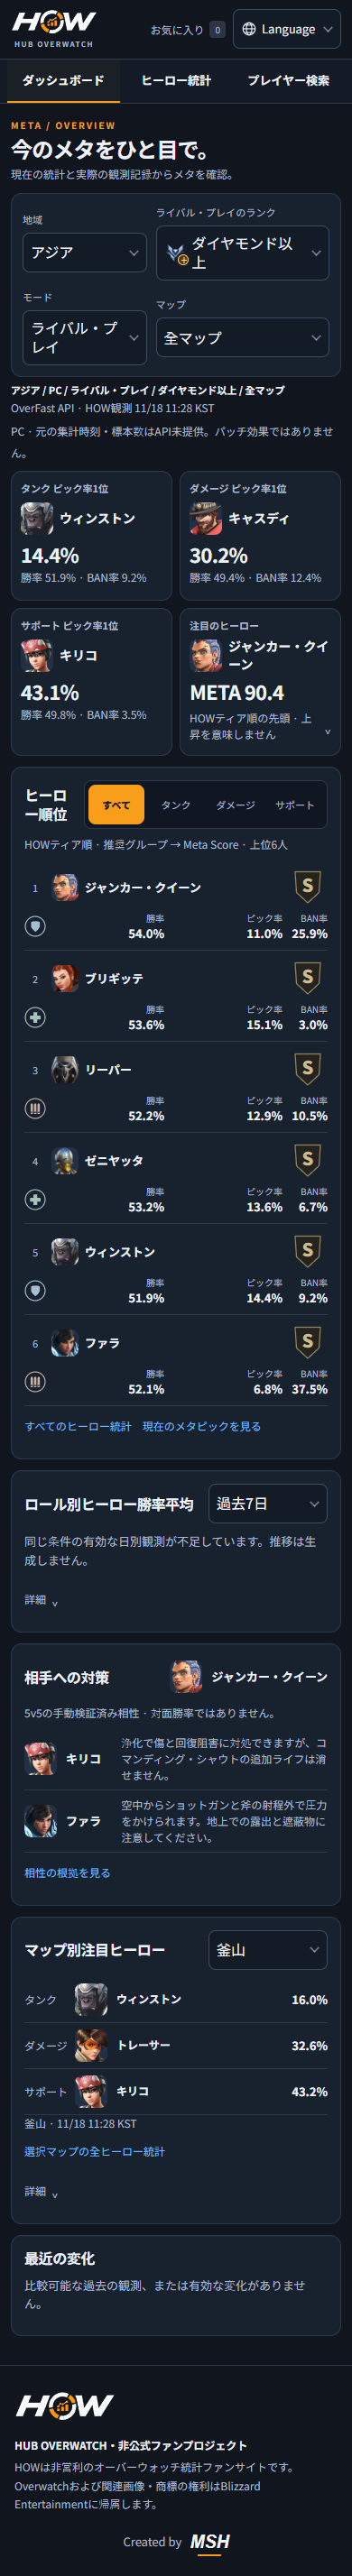 HOW
HUB OVERWATCH
お気に入り 0
Language
ダッシュボード ヒーロー統計 プレイヤー検索
META / OVERVIEW
今のメタをひと目で。
現在の統計と実際の観測記録からメタを確認。
地域
アジア
ライバル・プレイのランク
ダイヤモンド以
上
モード
ライバル・プ
レイ
マップ
全マップ
アジア / PC / ライバル・プレイ / ダイヤモンド以上 / 全マップ
OverFast API · HOW観測 11/18 11:28 KST
PC · 元の集計時刻・標本数はAPI未提供。パッチ効果ではありませ
ん。
タンク ピック率1位
ウィンストン
14.4%
勝率 51.9% · BAN率 9.2%
ダメージ ピック率1位
キャスディ
30.2%
勝率 49.4% · BAN率 12.4%
サポート ピック率1位
キリコ
43.1%
勝率 49.8% · BAN率 3.5%
注目のヒーロー
ジャンカー・クイ
ーン
META 90.4
HOWティア順の先頭 · 上
昇を意味しません
ヒーロ
ー順位
すべて タンク ダメージ サポート
HOWティア順 · 推奨グループ → Meta Score · 上位6人
1 ジャンカー・クイーン S
勝率 ピック率 BAN率
54.0% 11.0% 25.9%
2 ブリギッテ S
勝率 ピック率 BAN率
53.6% 15.1% 3.0%
3 リーパー S
勝率 ピック率 BAN率
52.2% 12.9% 10.5%
4 ゼニヤッタ S
勝率 ピック率 BAN率
53.2% 13.6% 6.7%
5 ウィンストン S
勝率 ピック率 BAN率
51.9% 14.4% 9.2%
6 ファラ S
勝率 ピック率 BAN率
52.1% 6.8% 37.5%
すべてのヒーロー統計 現在のメタピックを見る
ロール別ヒーロー勝率平均 過去7日
同じ条件の有効な日別観測が不足しています。推移は生
成しません。
詳細
相手への対策 ジャンカー・クイーン
5v5の手動検証済み相性 · 対面勝率ではありません。
キリコ
浄化で傷と回復阻害に対処できますが、コ
マンディング・シャウトの追加ライフは消
せません。
ファラ
空中からショットガンと斧の射程外で圧力
をかけられます。地上での露出と遮蔽物に
注意してください。
相性の根拠を見る
マップ別注目ヒーロー 釜山
タンク ウィンストン 16.0%
ダメージ トレーサー 32.6%
サポート キリコ 43.2%
釜山 · 11/18 11:28 KST
選択マップの全ヒーロー統計
詳細
最近の変化
比較可能な過去の観測、または有効な変化がありませ
ん。
HOW
HUB OVERWATCH · 非公式ファンプロジェクト
HOWは非営利のオーバーウォッチ統計ファンサイトです。
Overwatchおよび関連画像・商標の権利はBlizzard
Entertainmentに帰属します。
Created by MSH